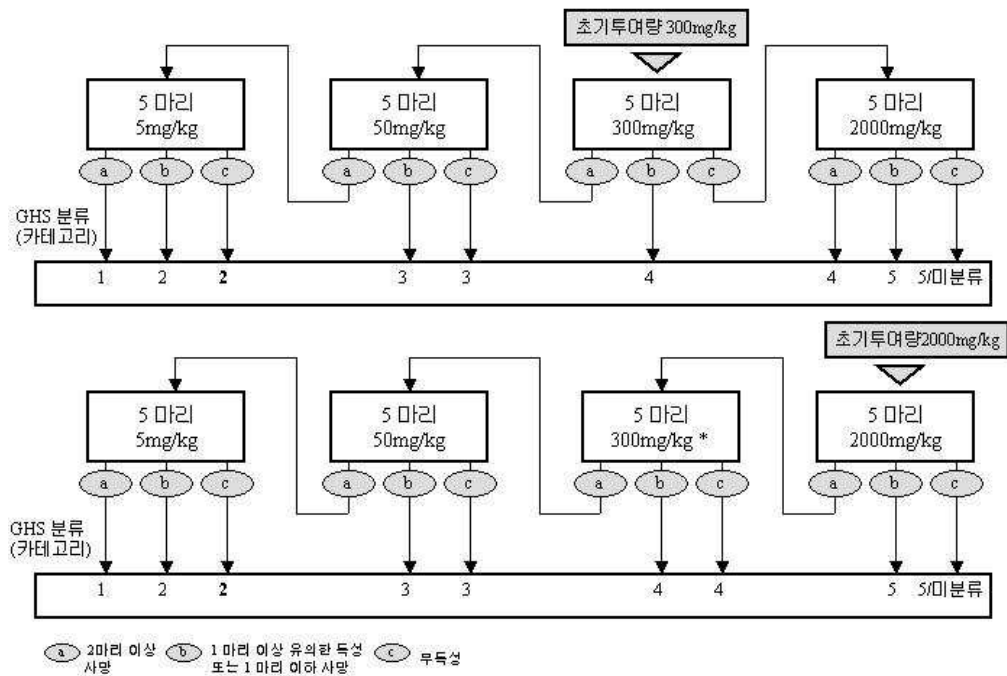 초기투여량 300mg/kg
5 마리 5 마리 5 마리 5 마리
5mg/kg 50mg/kg 300mg/kg 2000mg/kg
a b c a b c a b c a b c
GHS 분류
(카테고리)
1 2 2 3 3 4 4 5 5/미분류
초기투여량2000mg/kg
5 마리 5 마리 5 마리 5 마리
5mg/kg 50mg/kg 300mg/kg * 2000mg/kg
a b c a b c a b c a b c
GHS 분류
(카테고리)
1 2 2 3 3 4 4 5 5/미분류
a 2마리 이상 b 1 마리 이상 유의한 독성 c 무독성
사망 또는 1 마리 이하 사망